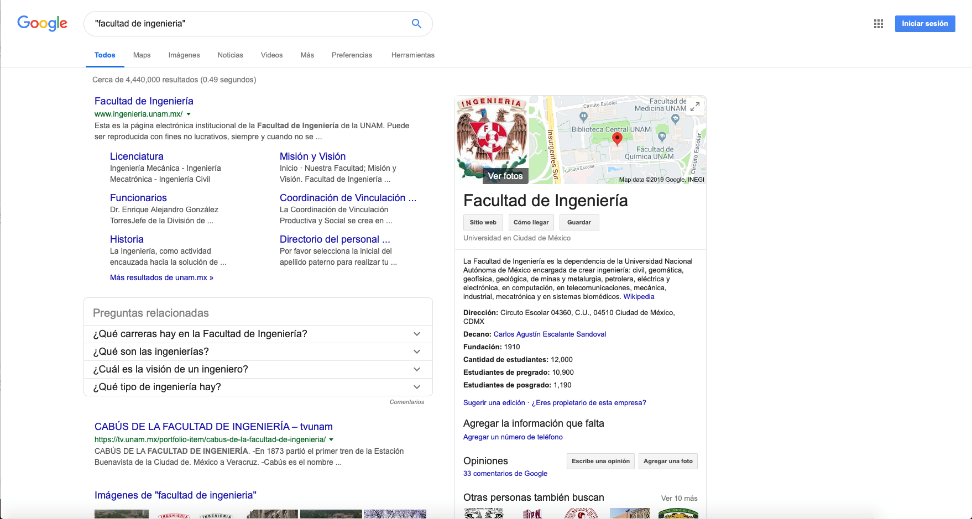 Google
"facultad de ingenieria"
Iniciar sesión
Todos
Maps
Imágenes
Noticias
Videos
Más
Preferencias
Herramientas
Cerca de 4,440,000 resultados (0.49 segundos)
Facultad de Ingeniería
www.ingenieria.unam.mx/
Esta es la página electrónica institucional de la Facultad de Ingeniería de la UNAM. Puede
ser reproducida con fines no lucrativos, siempre y cuando no se ...
Licenciatura
Ingeniería Mecánica - Ingeniería
Mecatrónica - Ingeniería Civil
Misión y Visión
Inicio · Nuestra Facultad; Misión y
Visión. Facultad de Ingeniería ...
Funcionarios
Dr. Enrique Alejandro González
TorresJefe de la División de ...
Coordinación de Vinculación ...
La Coordinación de Vinculación
Productiva y Social se crea en ...
Historia
La Ingeniería, como actividad
encauzada hacia la solución de ...
Directorio del personal ...
Por favor selecciona la inicial del
apellido paterno para realizar tu ...
Más resultados de unam.mx »
Preguntas relacionadas
¿Qué carreras hay en la Facultad de Ingeniería?
¿Qué son las ingenierías?
¿Cuál es la visión de un ingeniero?
¿Qué tipo de ingeniería hay?
Comentarios
CABÚS DE LA FACULTAD DE INGENIERÍA – tvunam
https://tv.unam.mx/portfolio-item/cabus-de-la-facultad-de-ingenieria/
CABÚS DE LA FACULTAD DE INGENIERÍA. -En 1873 partió el primer tren de la Estación
Buenavista de la Ciudad de. México a Veracruz. -Cabús es el nombre ...
Imágenes de "facultad de ingenieria"
INGENIERIA
Ver fotos
Insurgentes Sur
Circuito Escolar
Facultad de
Medicina UNAM
Biblioteca Central UNAM
Facultad de
Química UNAM
Circuito Escolar
Map data ©2019 Google, INEGI
Facultad de Ingeniería
Sitio web
Cómo llegar
Guardar
Universidad en Ciudad de México
La Facultad de Ingeniería es la dependencia de la Universidad Nacional
Autónoma de México encargada de crear ingeniería: civil, geomática,
geofísica, geológica, de minas y metalurgia, petrolera, eléctrica y
electrónica, en computación, en telecomunicaciones, mecánica,
industrial, mecatrónica y en sistemas biomédicos. Wikipedia
Dirección: Circuto Escolar 04360, C.U., 04510 Ciudad de México,
CDMX
Decano: Carlos Agustín Escalante Sandoval
Fundación: 1910
Cantidad de estudiantes: 12,000
Estudiantes de pregrado: 10,900
Estudiantes de posgrado: 1,190
Sugerir una edición · ¿Eres propietario de esta empresa?
Agregar la información que falta
Agregar un número de teléfono
Opiniones
Escribe una opinión
Agregar una foto
33 comentarios de Google
Otras personas también buscan
Ver 10 más